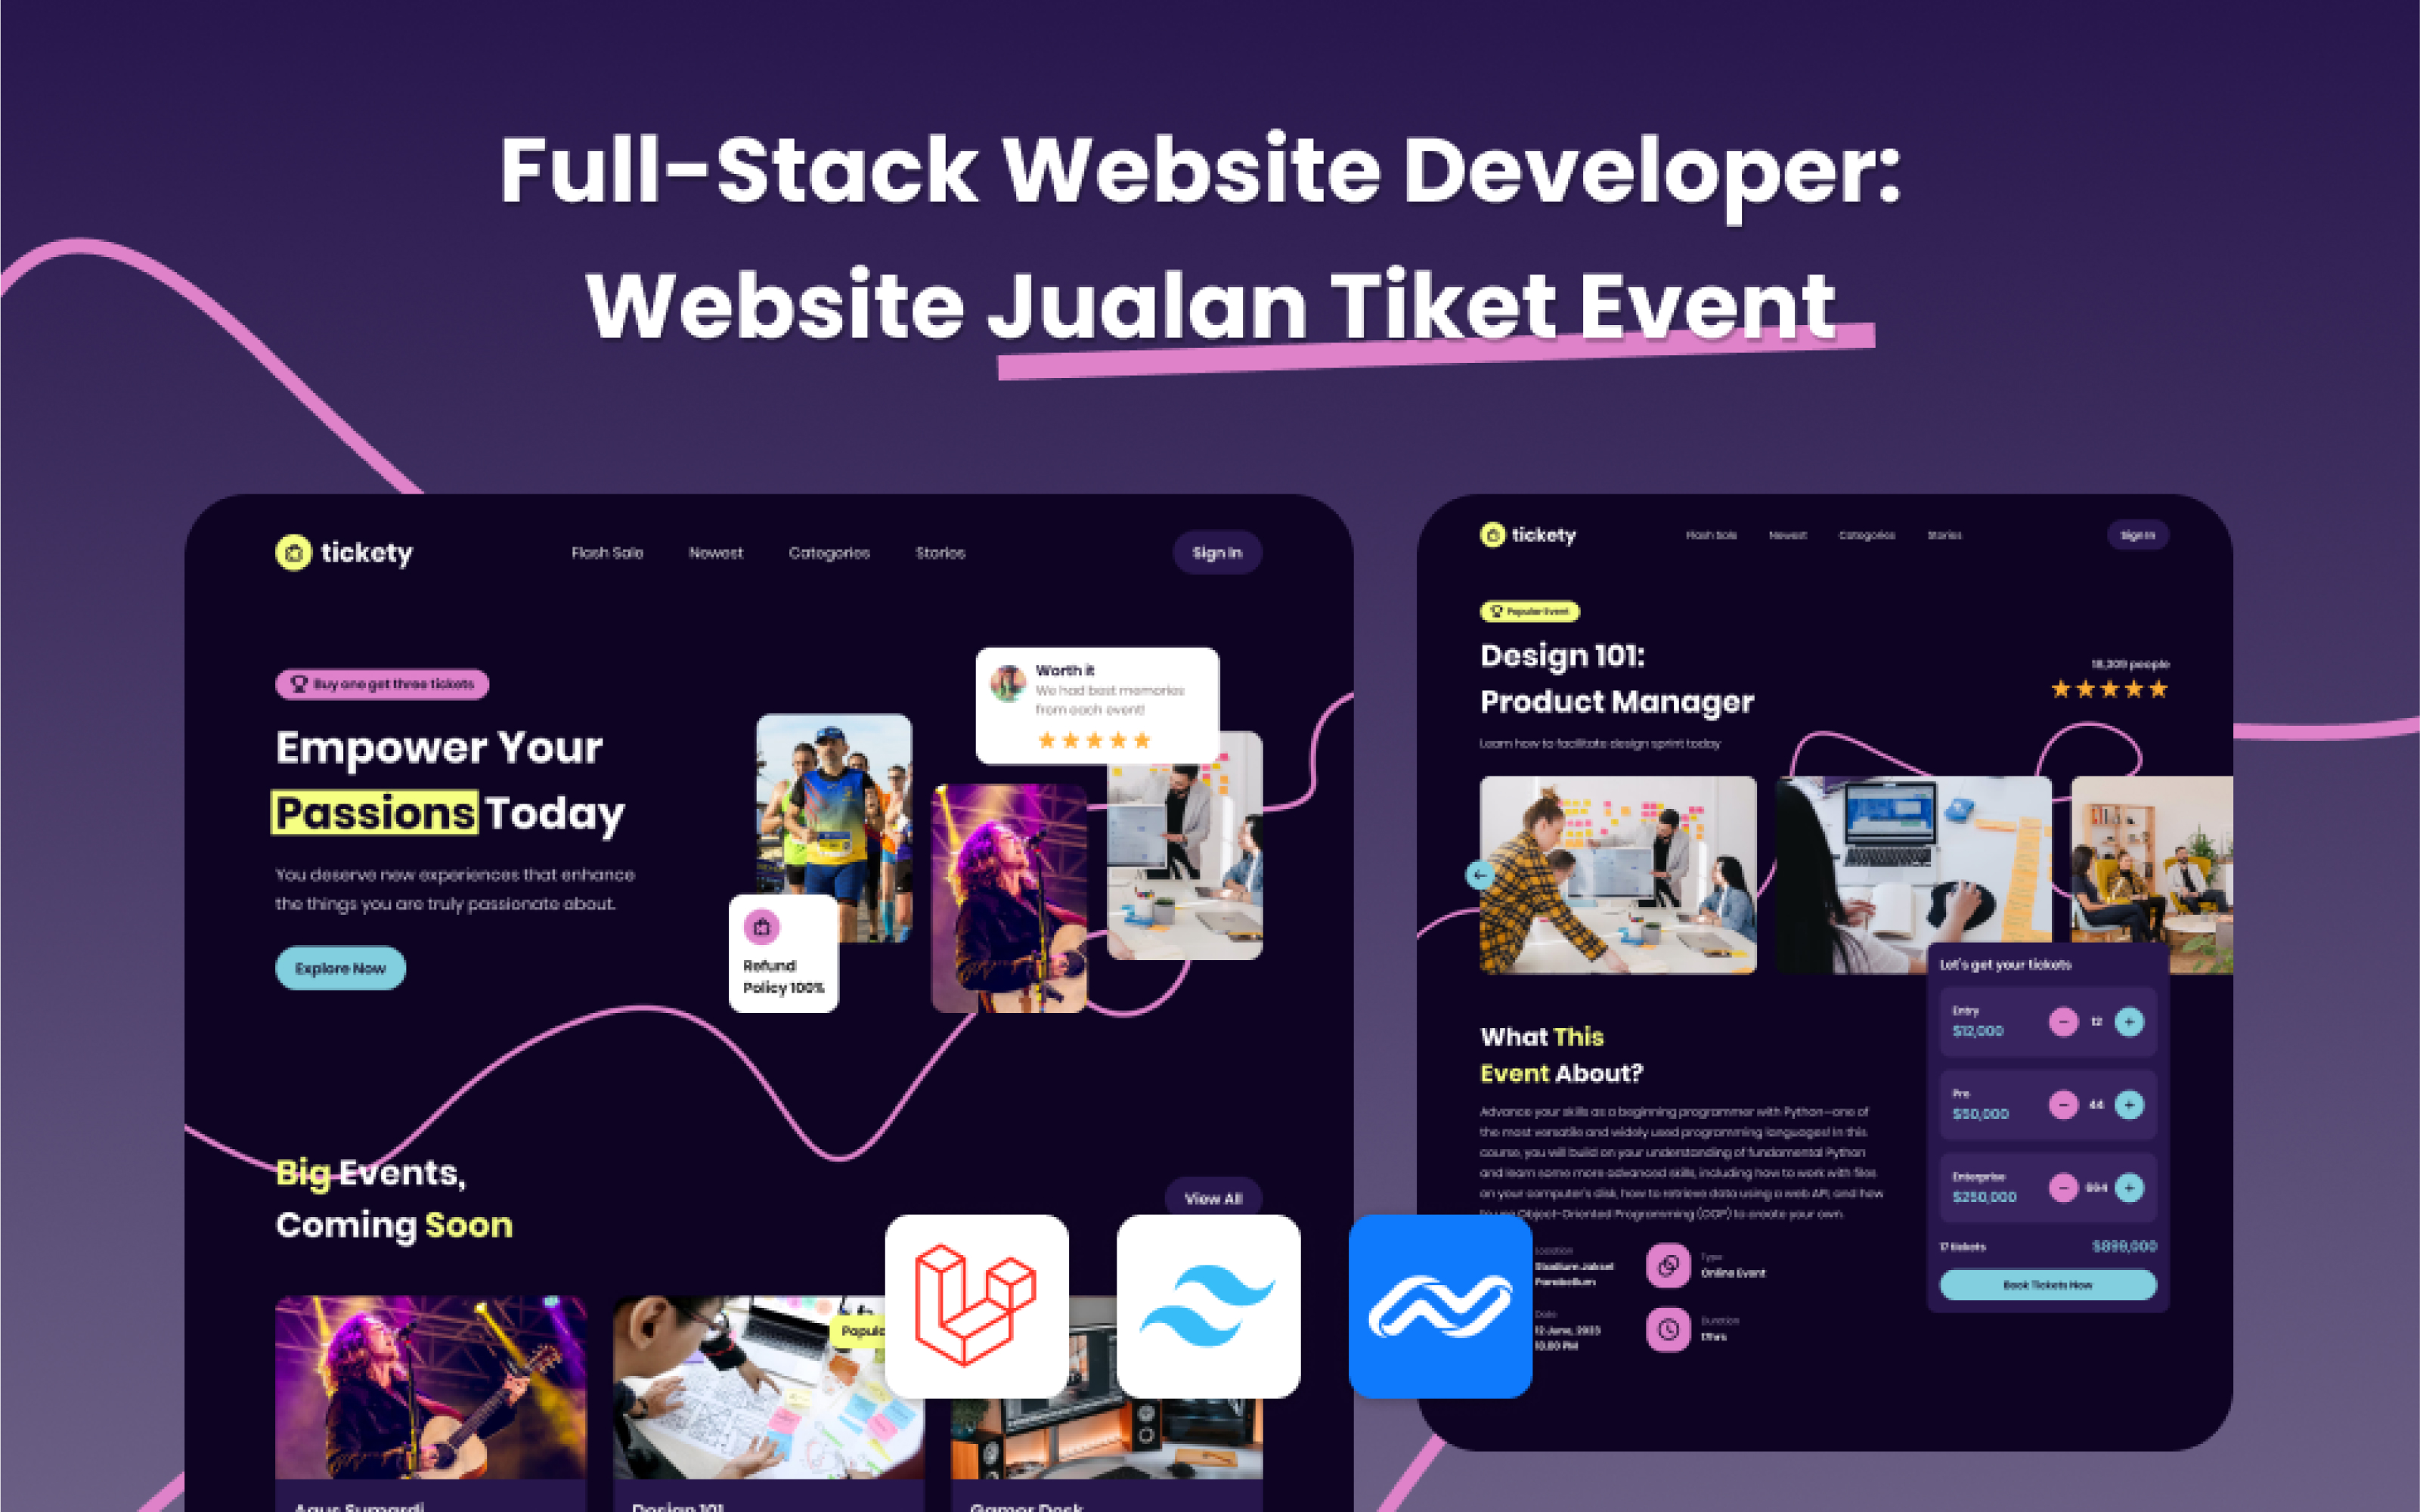 Full-Stack Website Developer:
Website Jualan Tiket Event
tickety
Flash Sale
Newest
Categories
Stories
Sign In
Buy one get three tickets
Empower Your
Passions Today
You deserve new experiences that enhance
the things you are truly passionate about.
Explore Now
Worth it
We had best memories
from each event!
Refund
Policy 100%
Big Events,
Coming Soon
View All
Agus Sumardi
Design 101
Gamer Desk
tickety
Flash Sale
Newest
Categories
Stories
Sign In
Popular Event
Design 101:
Product Manager
18,309 people
Learn how to facilitate design sprint today
What This
Event About?
Advance your skills as a beginning programmer with Python—one of
the most versatile and widely used programming languages! In this
course, you will build on your understanding of fundamental Python
and learn some more advanced skills, including how to work with files
on your computer's disk, how to retrieve data using a web API, and how
to use Object-Oriented Programming (OOP) to create your own.
Location
Stadium Jaksel
Parabellum
Type
Online Event
Date
12 June, 2023
10.00 PM
Duration
17hrs
Let's get your tickets
Entry
$12,000
12
Pro
$50,000
44
Enterprise
$250,000
17 tickets
$899,000
Book Tickets Now